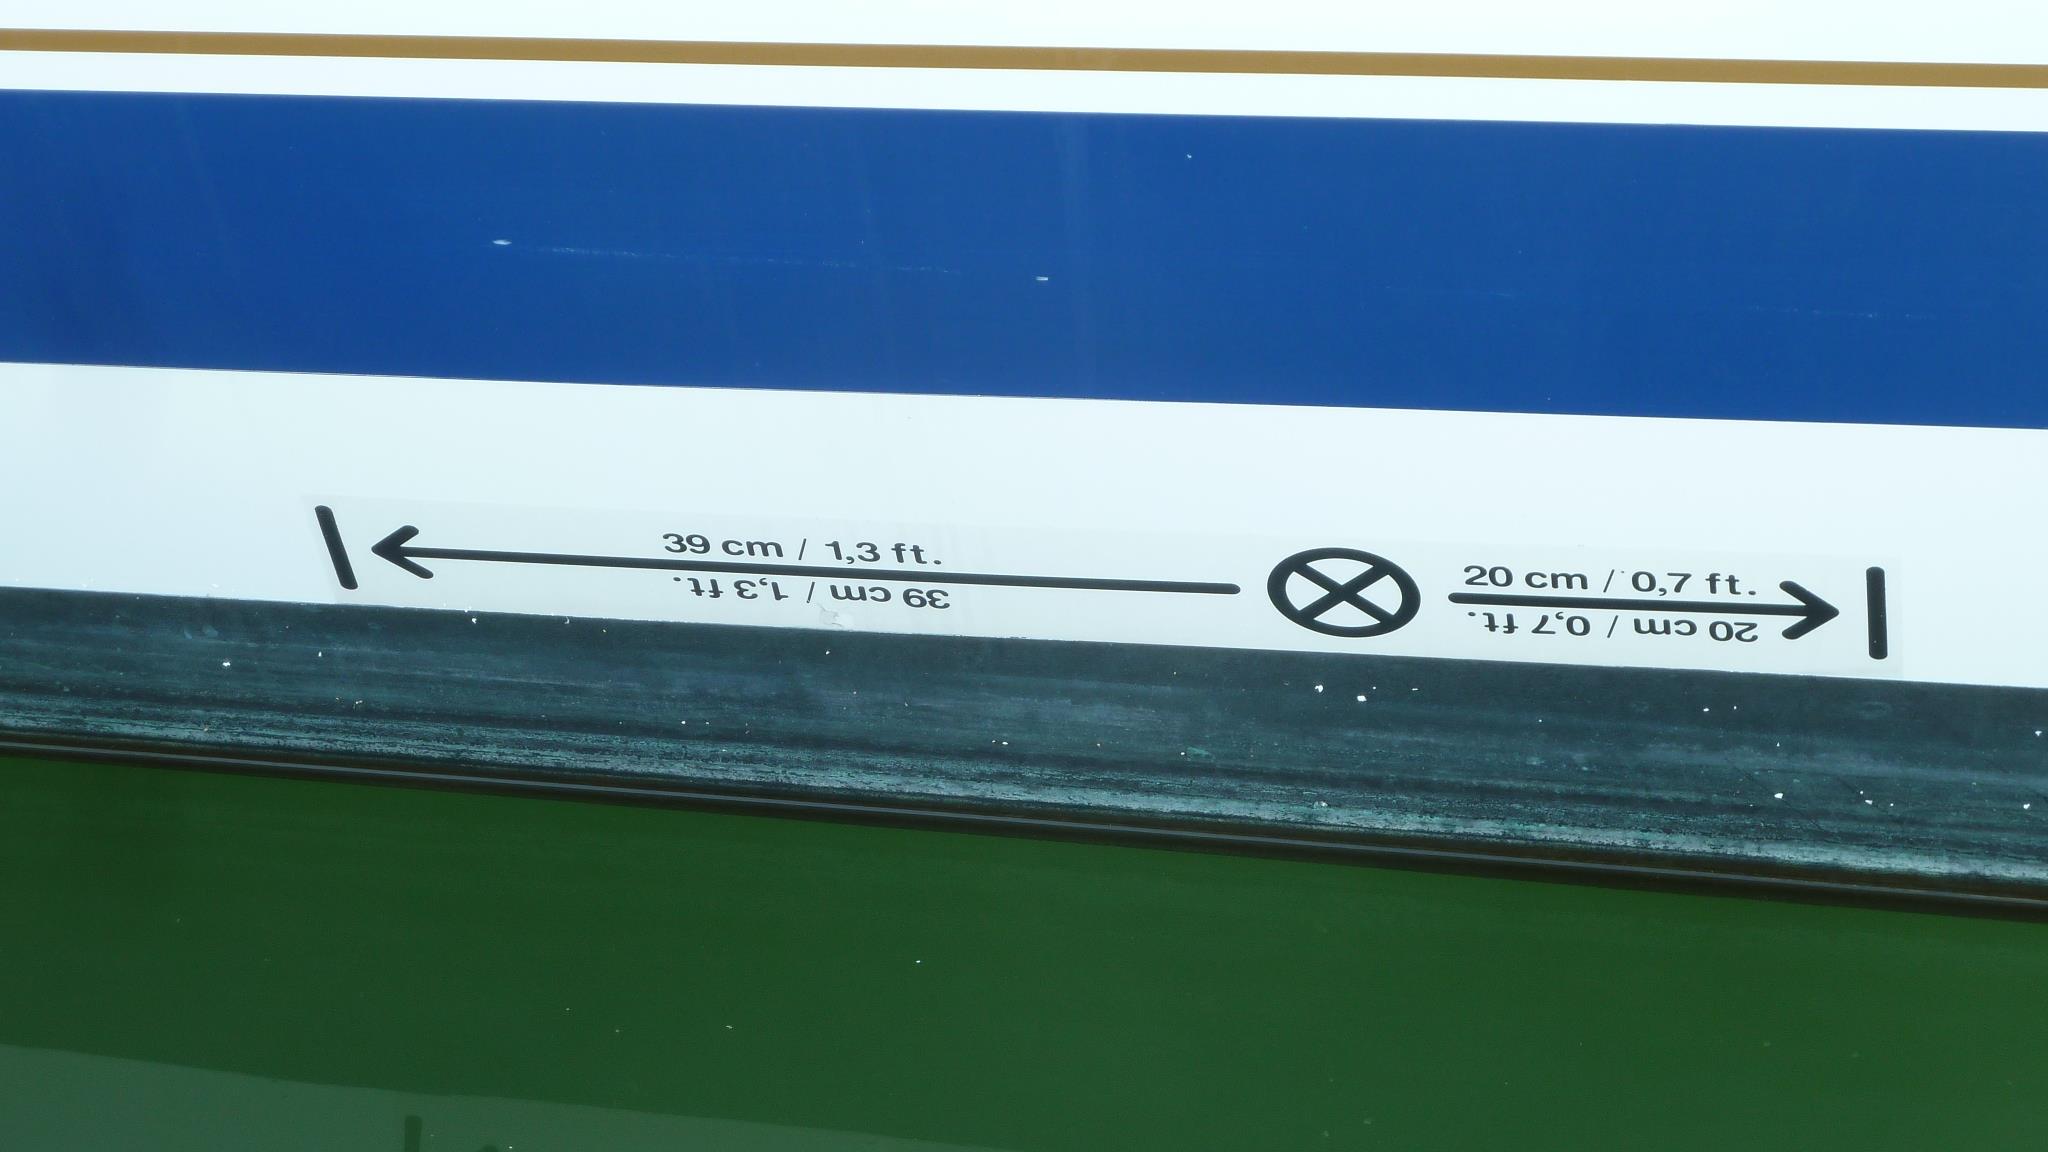 39 cm / 1,3 ft.
39 cm / 1,3 ft.
20 cm / 0,7 ft.
20 cm / 0,7 ft.